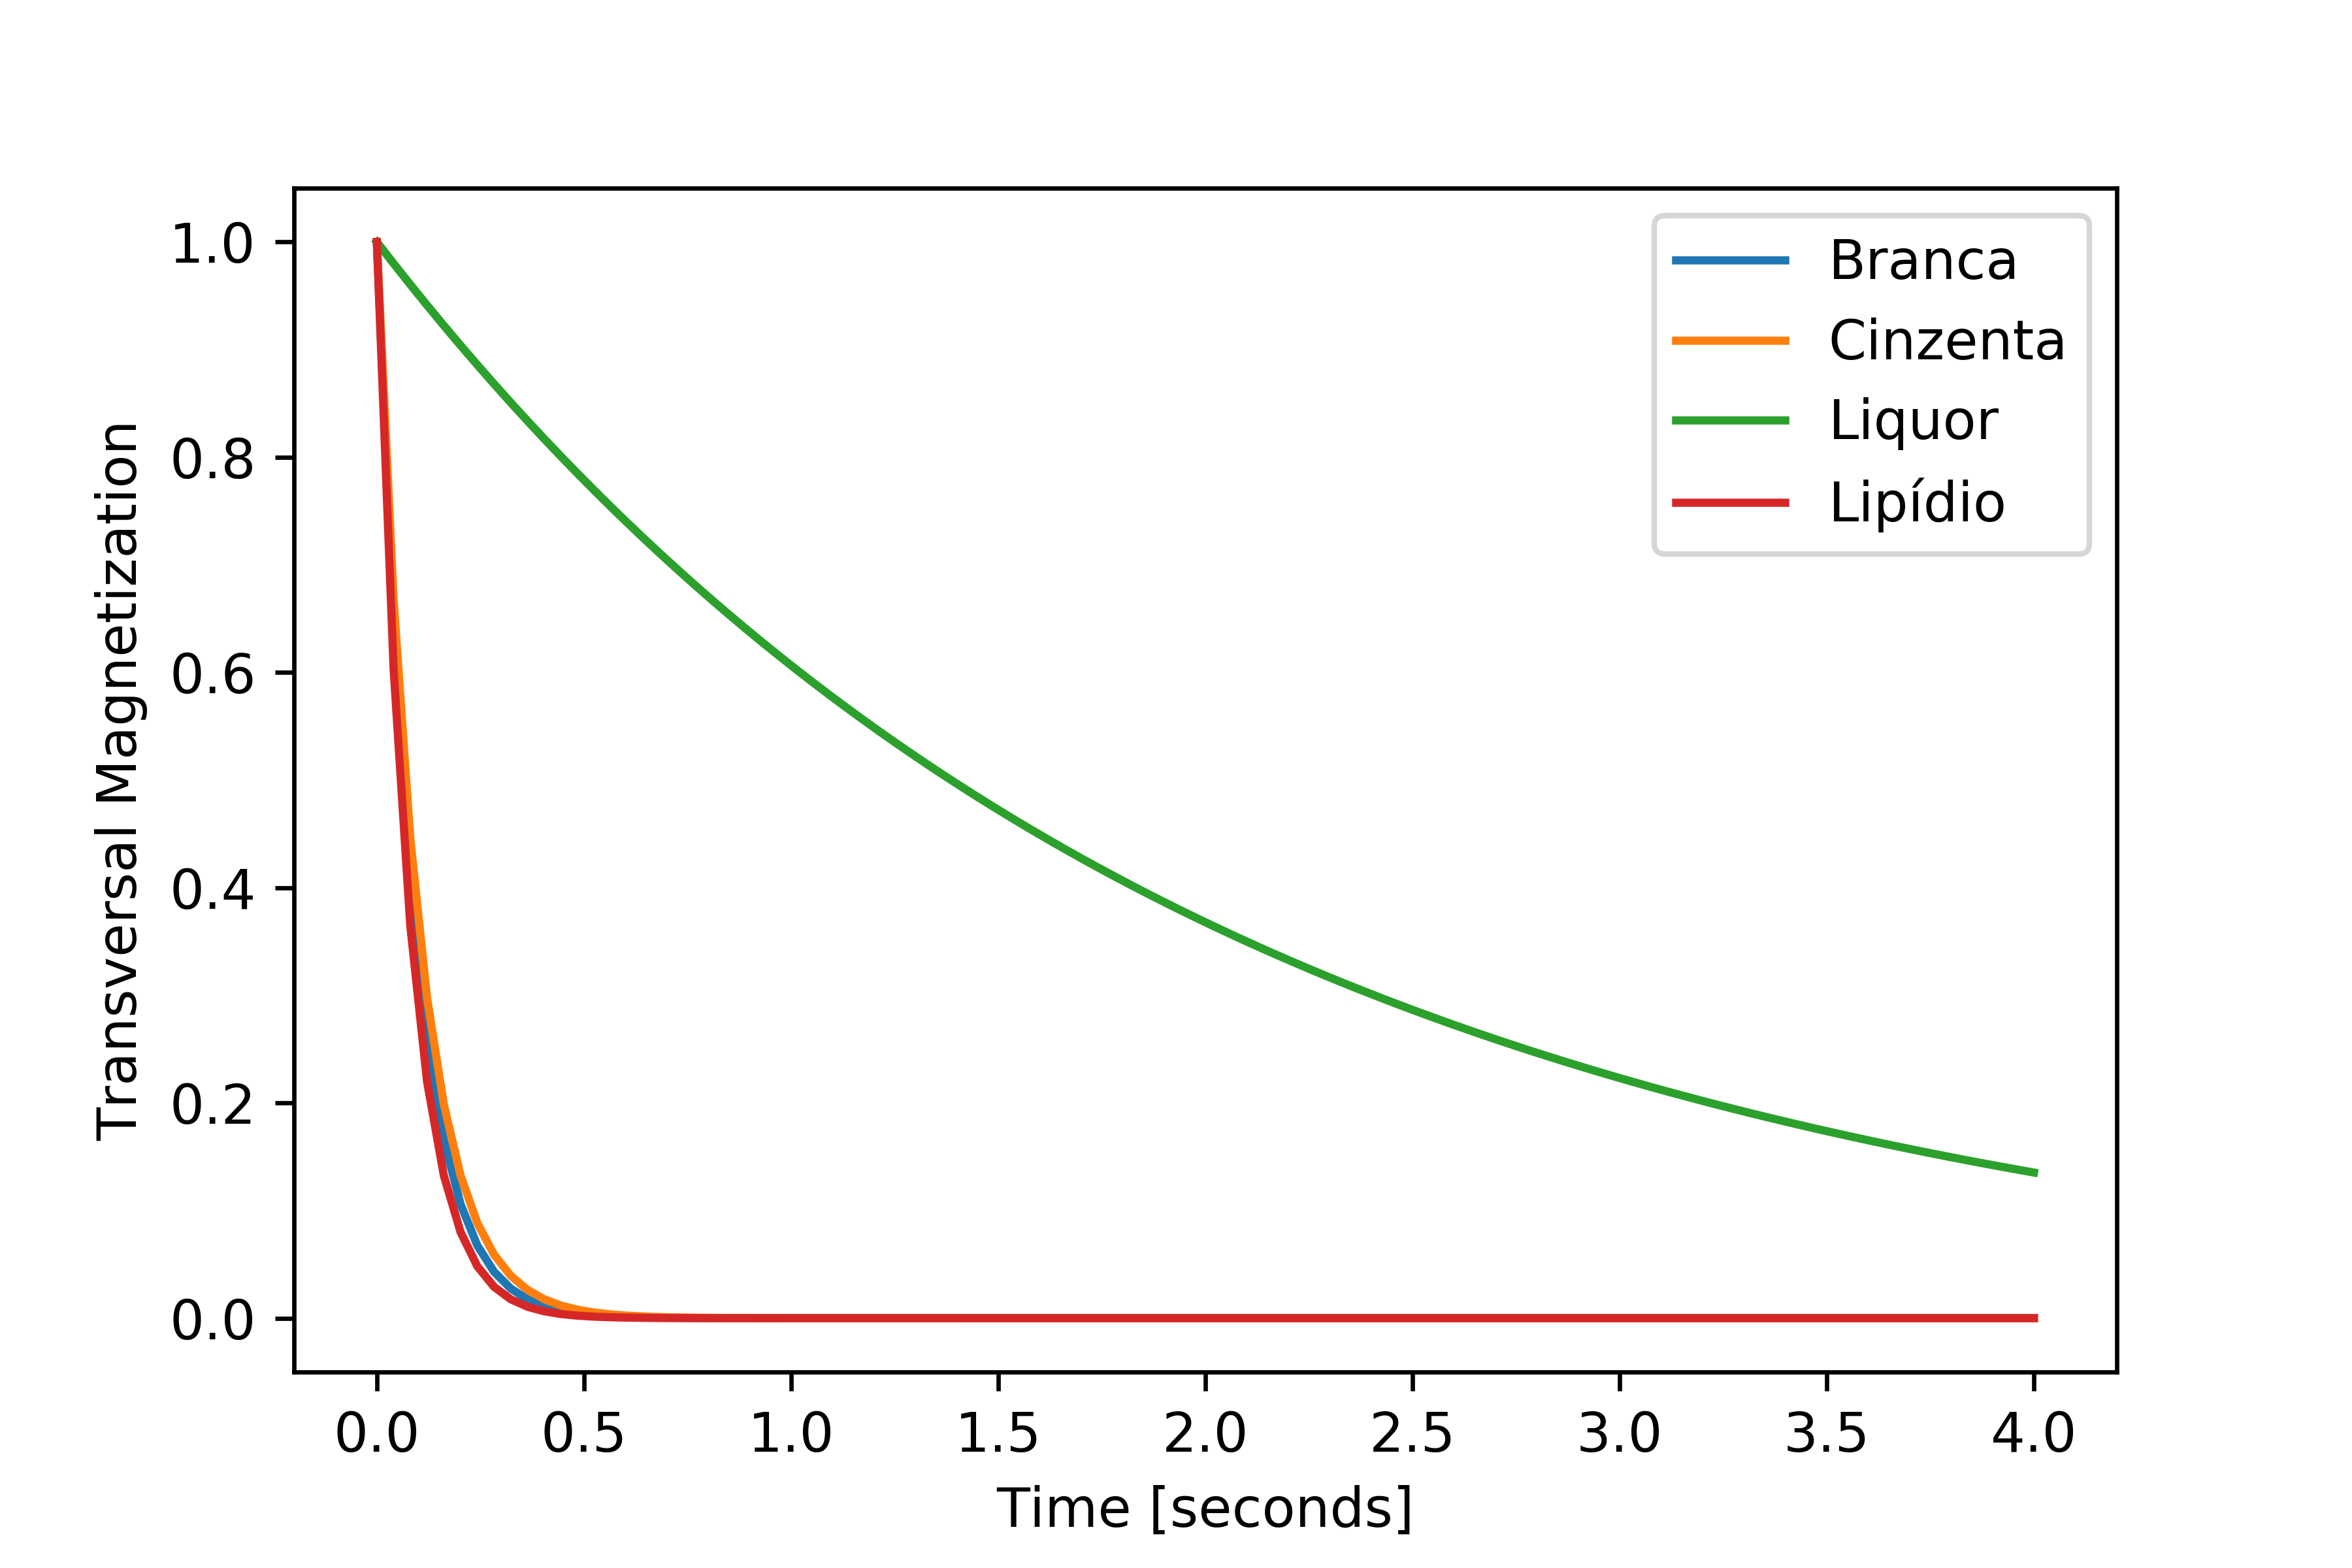 Branca
Cinzenta
Liquor
Lipídio
Transversal Magnetization
1.0
0.8
0.6
0.4
0.2
0.0
0.0 0.5 1.0 1.5 2.0 2.5 3.0 3.5 4.0
Time [seconds]